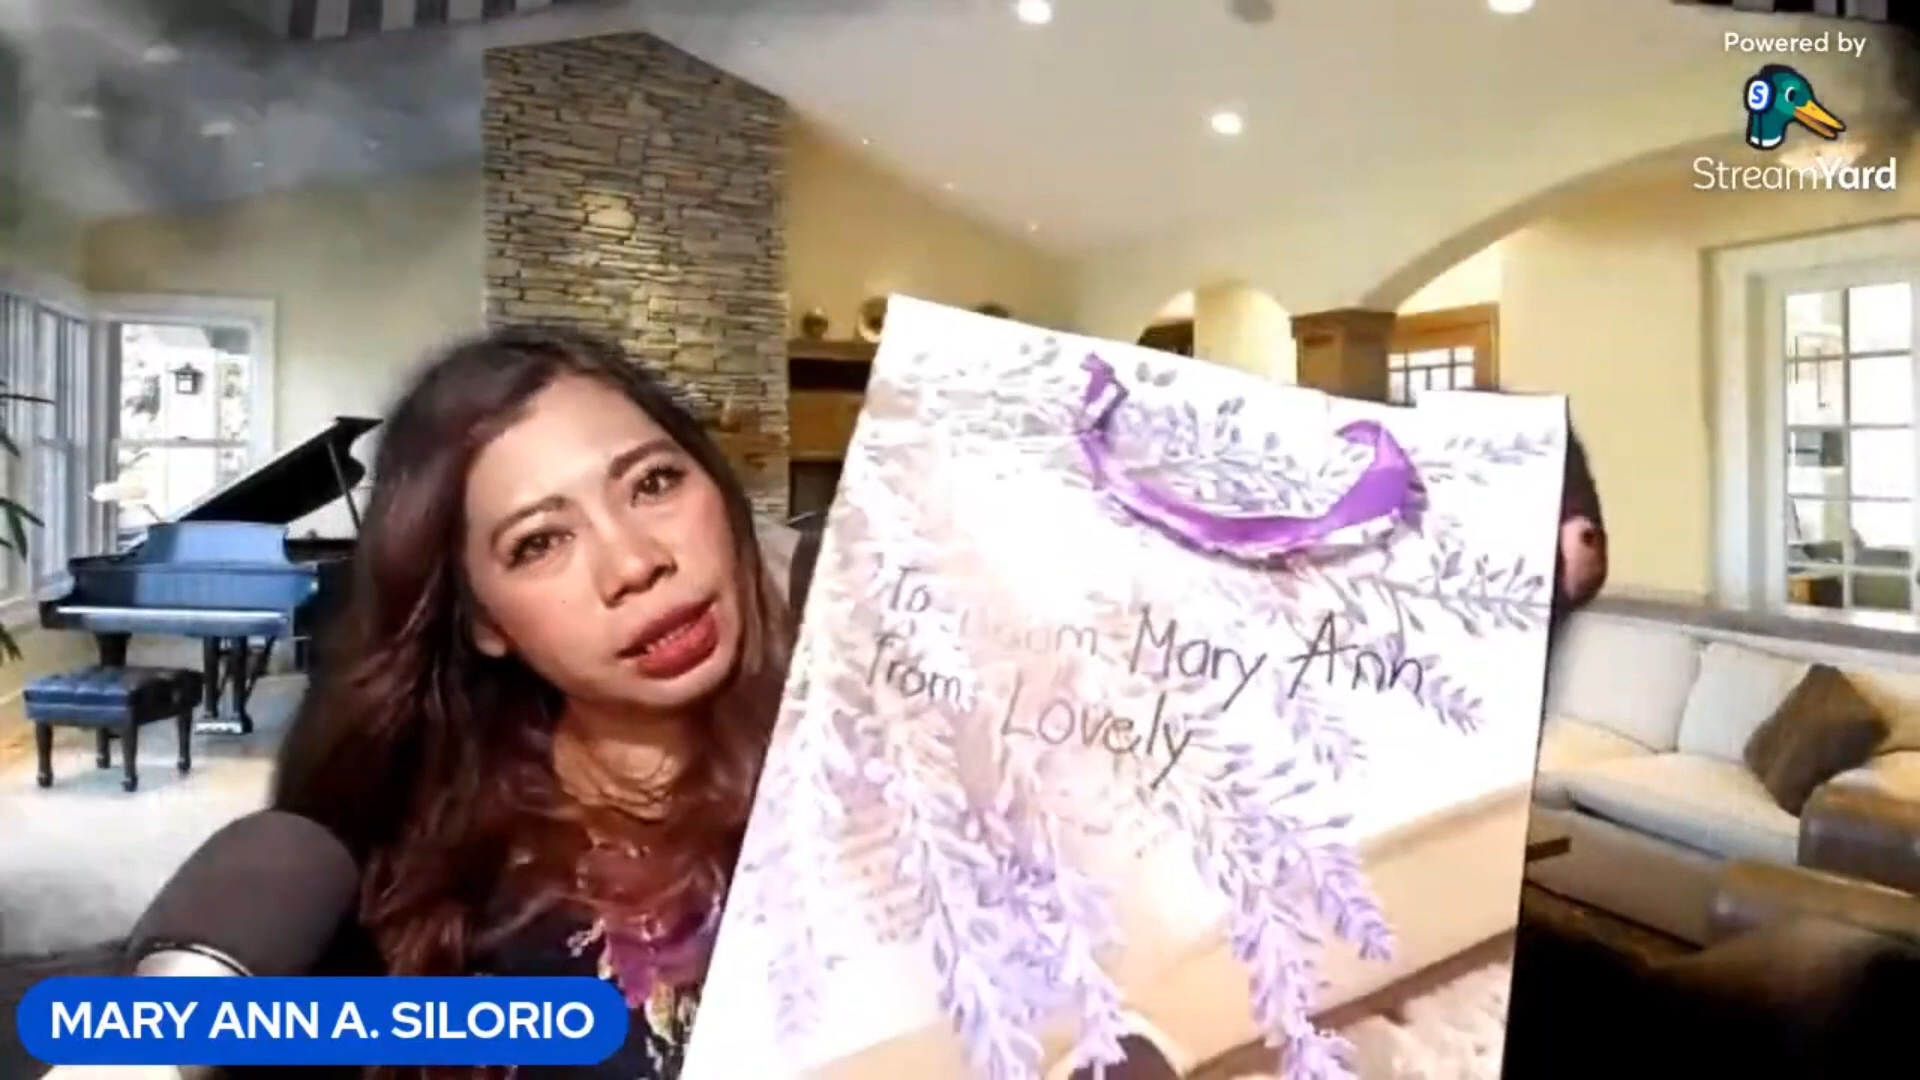 Powered by
StreamYard
To Mary Ann
from Lovely
MARY ANN A. SILORIO